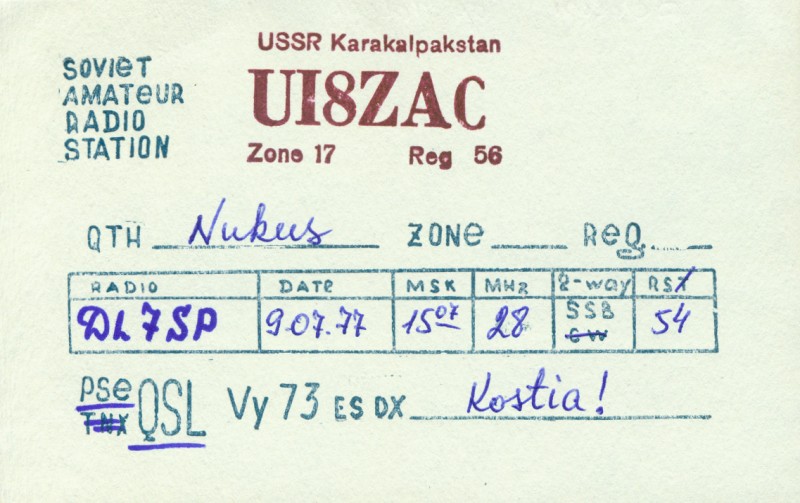 USSR Karakalpakstan
SOVIET
AMATEUR
RADIO
STATION
UI8ZAC
Zone 17 Reg 56
QTH Nukus ZONE REG
RADIO DATE MSK MHz 2-way RST
DL7SP 9.07.77 15 07 28 SSB CW 54
PSE TNX QSL Vy 73 ES DX Kostia!